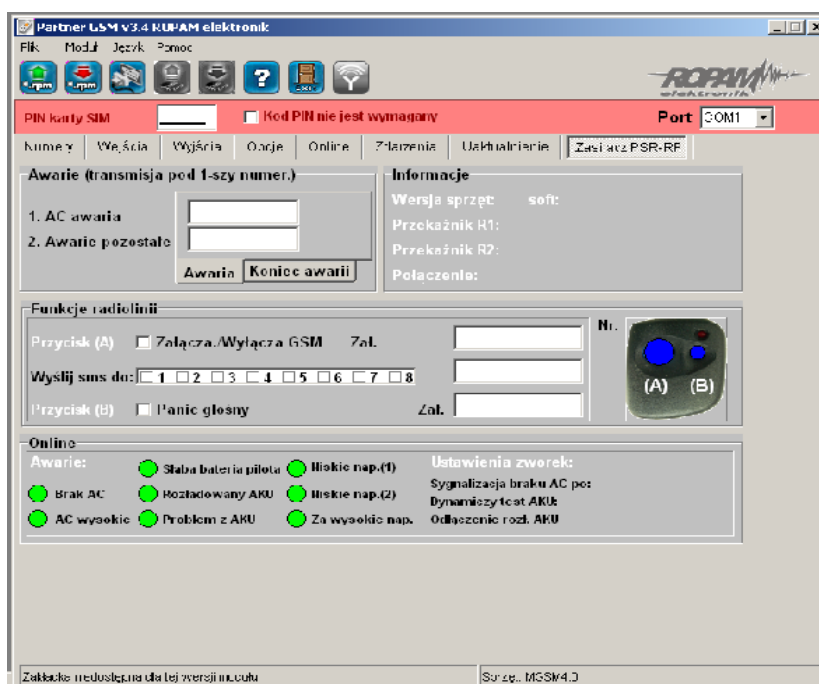 Partner GSM v3.4 ROPAM elektronik
Plik Moduł Język Pomoc
ROPAM
elektronik
PIN karty SIM Kod PIN nie jest wymagany Port COM1
Numery Wejścia Wyjścia Opcje Online Zdarzenia Uaktualnienie Zasilacz PSR-RF
Awarie (transmisja pod 1-szy numer.)
1. AC awaria
2. Awarie pozostałe
Awaria Koniec awarii
Informacje
Wersja sprzęt: soft:
Przekaźnik R1:
Przekaźnik R2:
Połączenie:
Funkcje radiolinii
Przycisk (A) Załącza./Wyłącza GSM Zał.
Wyślij sms do: 1 2 3 4 5 6 7 8
Przycisk (B) Panic głośny Zał.
Nr.
(A) (B)
Online
Awarie:
Słaba bateria pilota Niskie nap.(1)
Brak AC Rozładowany AKU Niskie nap.(2)
AC wysokie Problem z AKU Za wysokie nap.
Ustawienia zworek:
Sygnalizacja braku AC po:
Dynamiczy test AKU:
Odłączenie rozł. AKU
Zakładka niedostępna dla tej wersji modułu Sprzęt: MGSM4.0